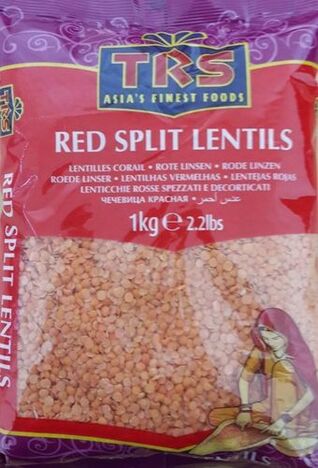 TRS
ASIA'S FINEST FOODS
RED SPLIT LENTILS
LENTILLES CORAIL • ROTE LINSEN • RODE LINZEN
ROEDE LINSER • LENTILHAS VERMELHAS • LENTEJAS ROJAS
LENTICCHIE ROSSE SPEZZATI E DECORTICATI
ЧЕЧЕВИЦА КРАСНАЯ • عدس أحمر
1kg ℮ 2.2lbs
RED SPLIT LENTILS